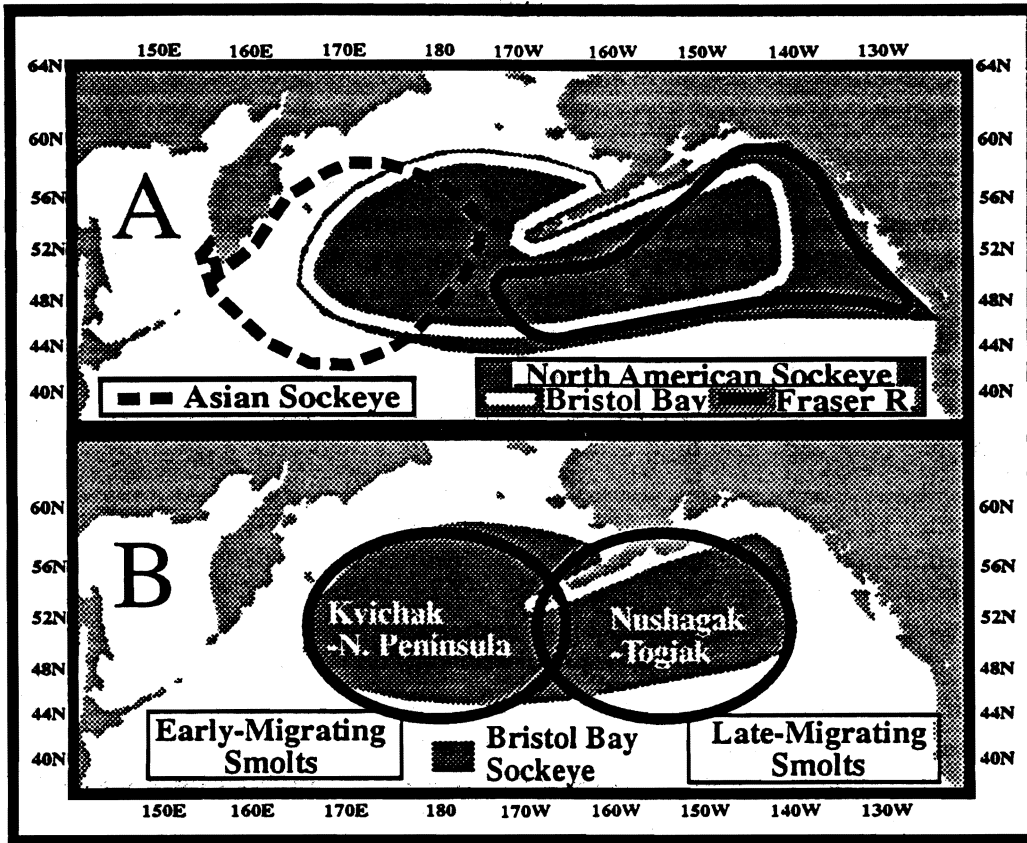 150E 160E 170E 180 170W 160W 150W 140W 130W
64N 64N
60N 60N
56N 56N
A
52N 52N
48N 48N
44N 44N
40N 40N
Asian Sockeye
North American Sockeye
Bristol Bay Fraser R.
60N 60N
56N 56N
B
52N 52N
Kvichak
-N. Peninsula
Nushagak
-Togiak
48N 48N
44N 44N
40N 40N
Early-Migrating
Smolts
Bristol Bay
Sockeye
Late-Migrating
Smolts
150E 160E 170E 180 170W 160W 150W 140W 130W